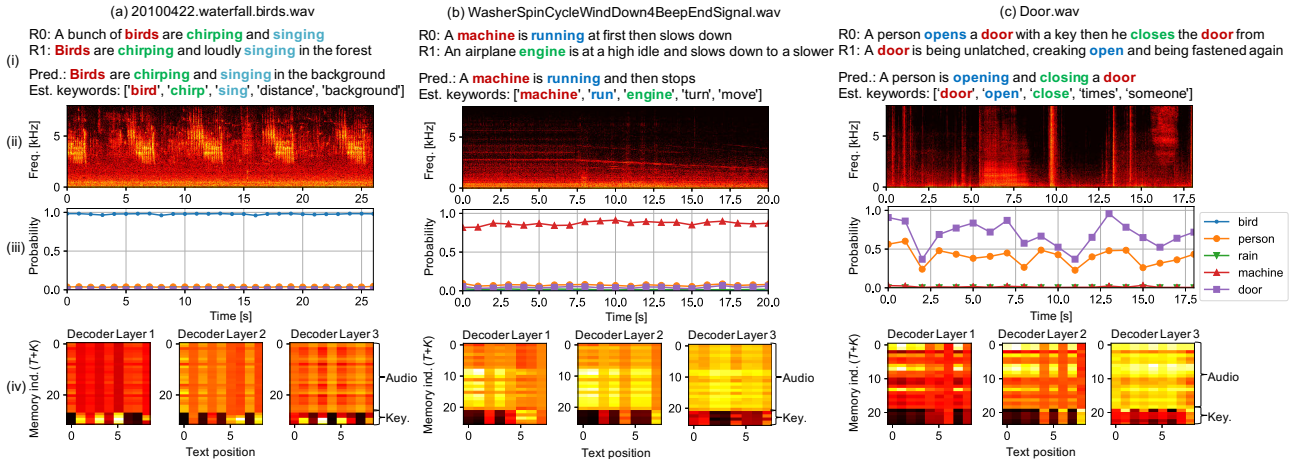 (a) 20100422.waterfall.birds.wav
R0: A bunch of birds are chirping and singing
R1: Birds are chirping and loudly singing in the forest
(i)
Pred.: Birds are chirping and singing in the background
Est. keywords: ['bird', 'chirp', 'sing', 'distance', 'background']
(ii)
Freq. [kHz]
5
0
0 5 10 15 20 25
(iii)
Probability
1.0
0.5
0.0
0 5 10 15 20 25
Time [s]
(iv)
Decoder Layer 1 Decoder Layer 2 Decoder Layer 3
Memory ind. (T+K)
0
20
Audio
Key.
0 5 0 5 0 5
Text position
(b) WasherSpinCycleWindDown4BeepEndSignal.wav
R0: A machine is running at first then slows down
R1: An airplane engine is at a high idle and slows down to a slower
Pred.: A machine is running and then stops
Est. keywords: ['machine', 'run', 'engine', 'turn', 'move']
Freq. [kHz]
5
0
0.0 2.5 5.0 7.5 10.0 12.5 15.0 17.5 20.0
Probability
1.0
0.5
0.0
0.0 2.5 5.0 7.5 10.0 12.5 15.0 17.5 20.0
Time [s]
Decoder Layer 1 Decoder Layer 2 Decoder Layer 3
Memory ind. (T+K)
0
10
20
Audio
Key.
0 5 0 5 0 5
Text position
(c) Door.wav
R0: A person opens a door with a key then he closes the door from
R1: A door is being unlatched, creaking open and being fastened again
Pred.: A person is opening and closing a door
Est. keywords: ['door', 'open', 'close', 'times', 'someone']
Freq. [kHz]
5
0
0.0 2.5 5.0 7.5 10.0 12.5 15.0 17.5
Probability
1.0
0.5
0.0
0.0 2.5 5.0 7.5 10.0 12.5 15.0 17.5
Time [s]
bird
person
rain
machine
door
Decoder Layer 1 Decoder Layer 2 Decoder Layer 3
Memory ind. (T+K)
0
10
20
Audio
Key.
0 5 0 5 0 5
Text position